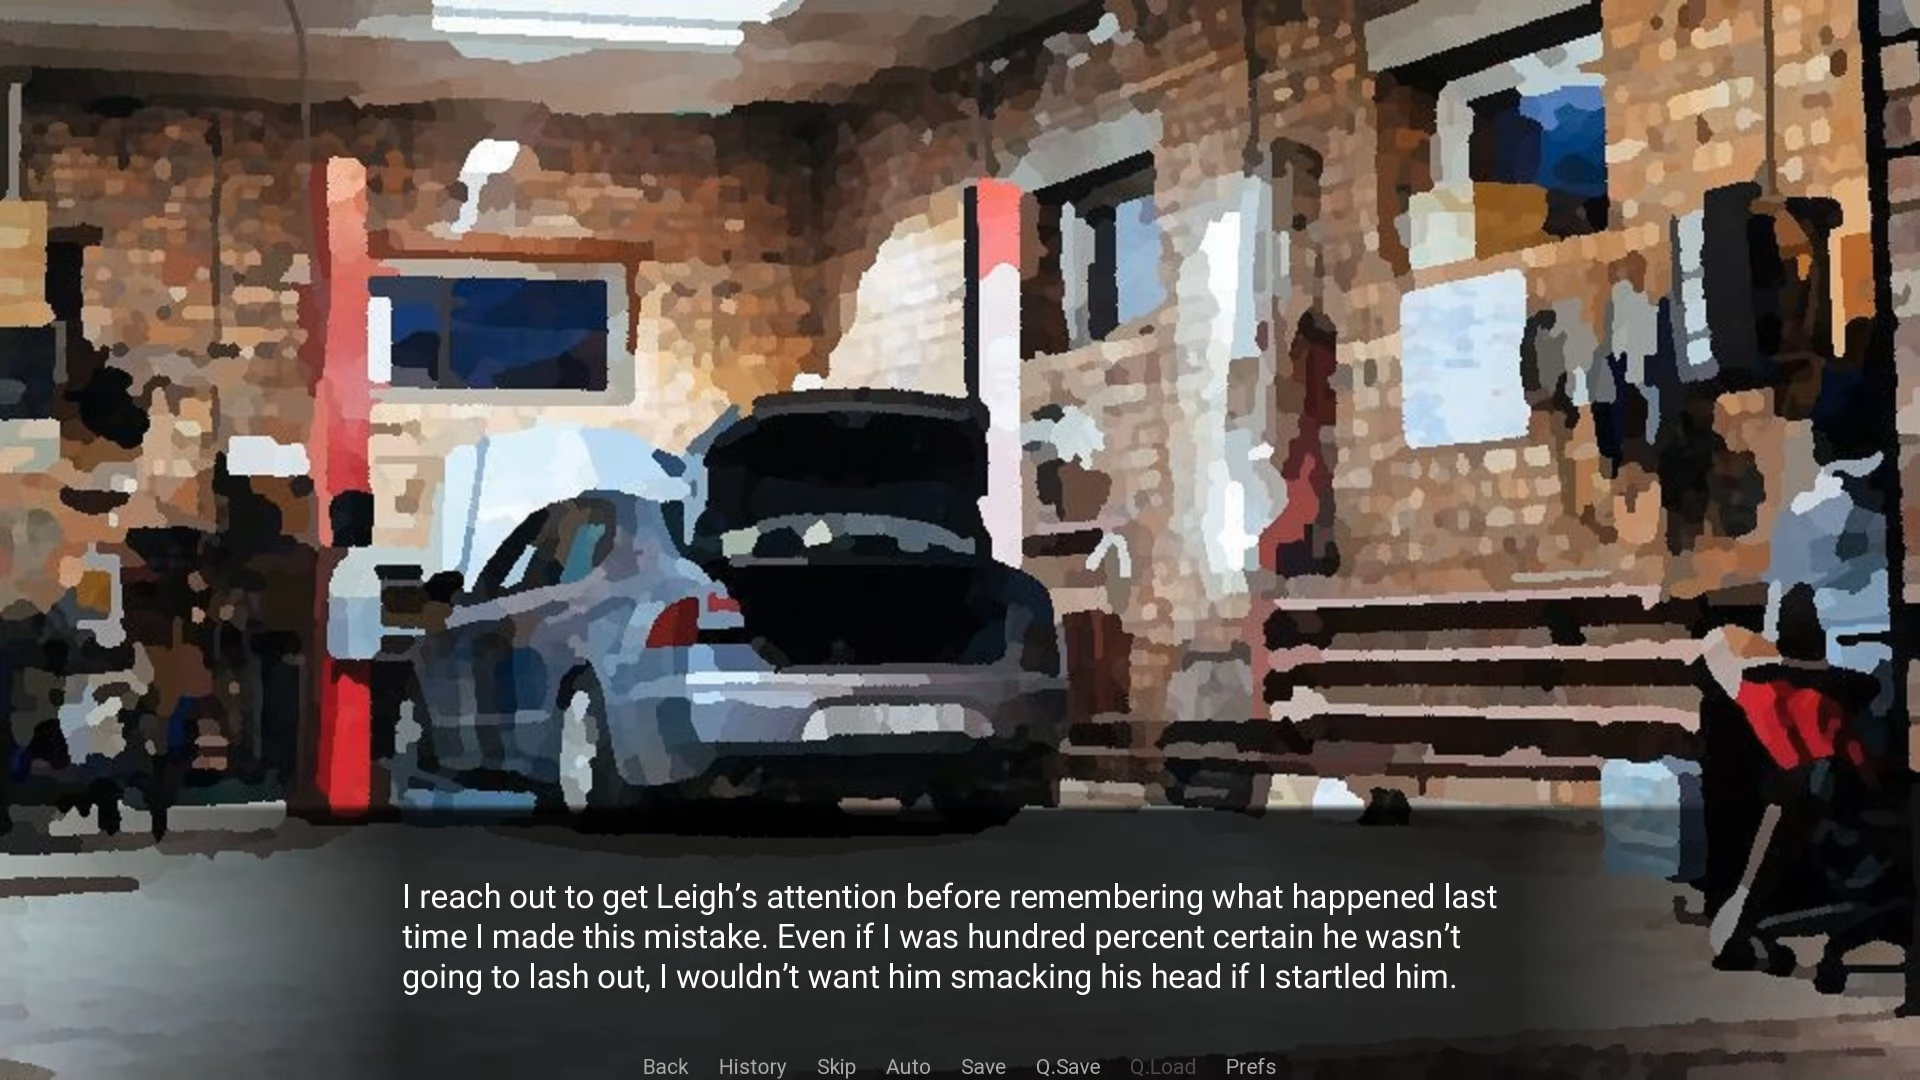 I reach out to get Leigh’s attention before remembering what happened last
time I made this mistake. Even if I was hundred percent certain he wasn’t
going to lash out, I wouldn’t want him smacking his head if I startled him.
Back History Skip Auto Save Q.Save Q.Load Prefs